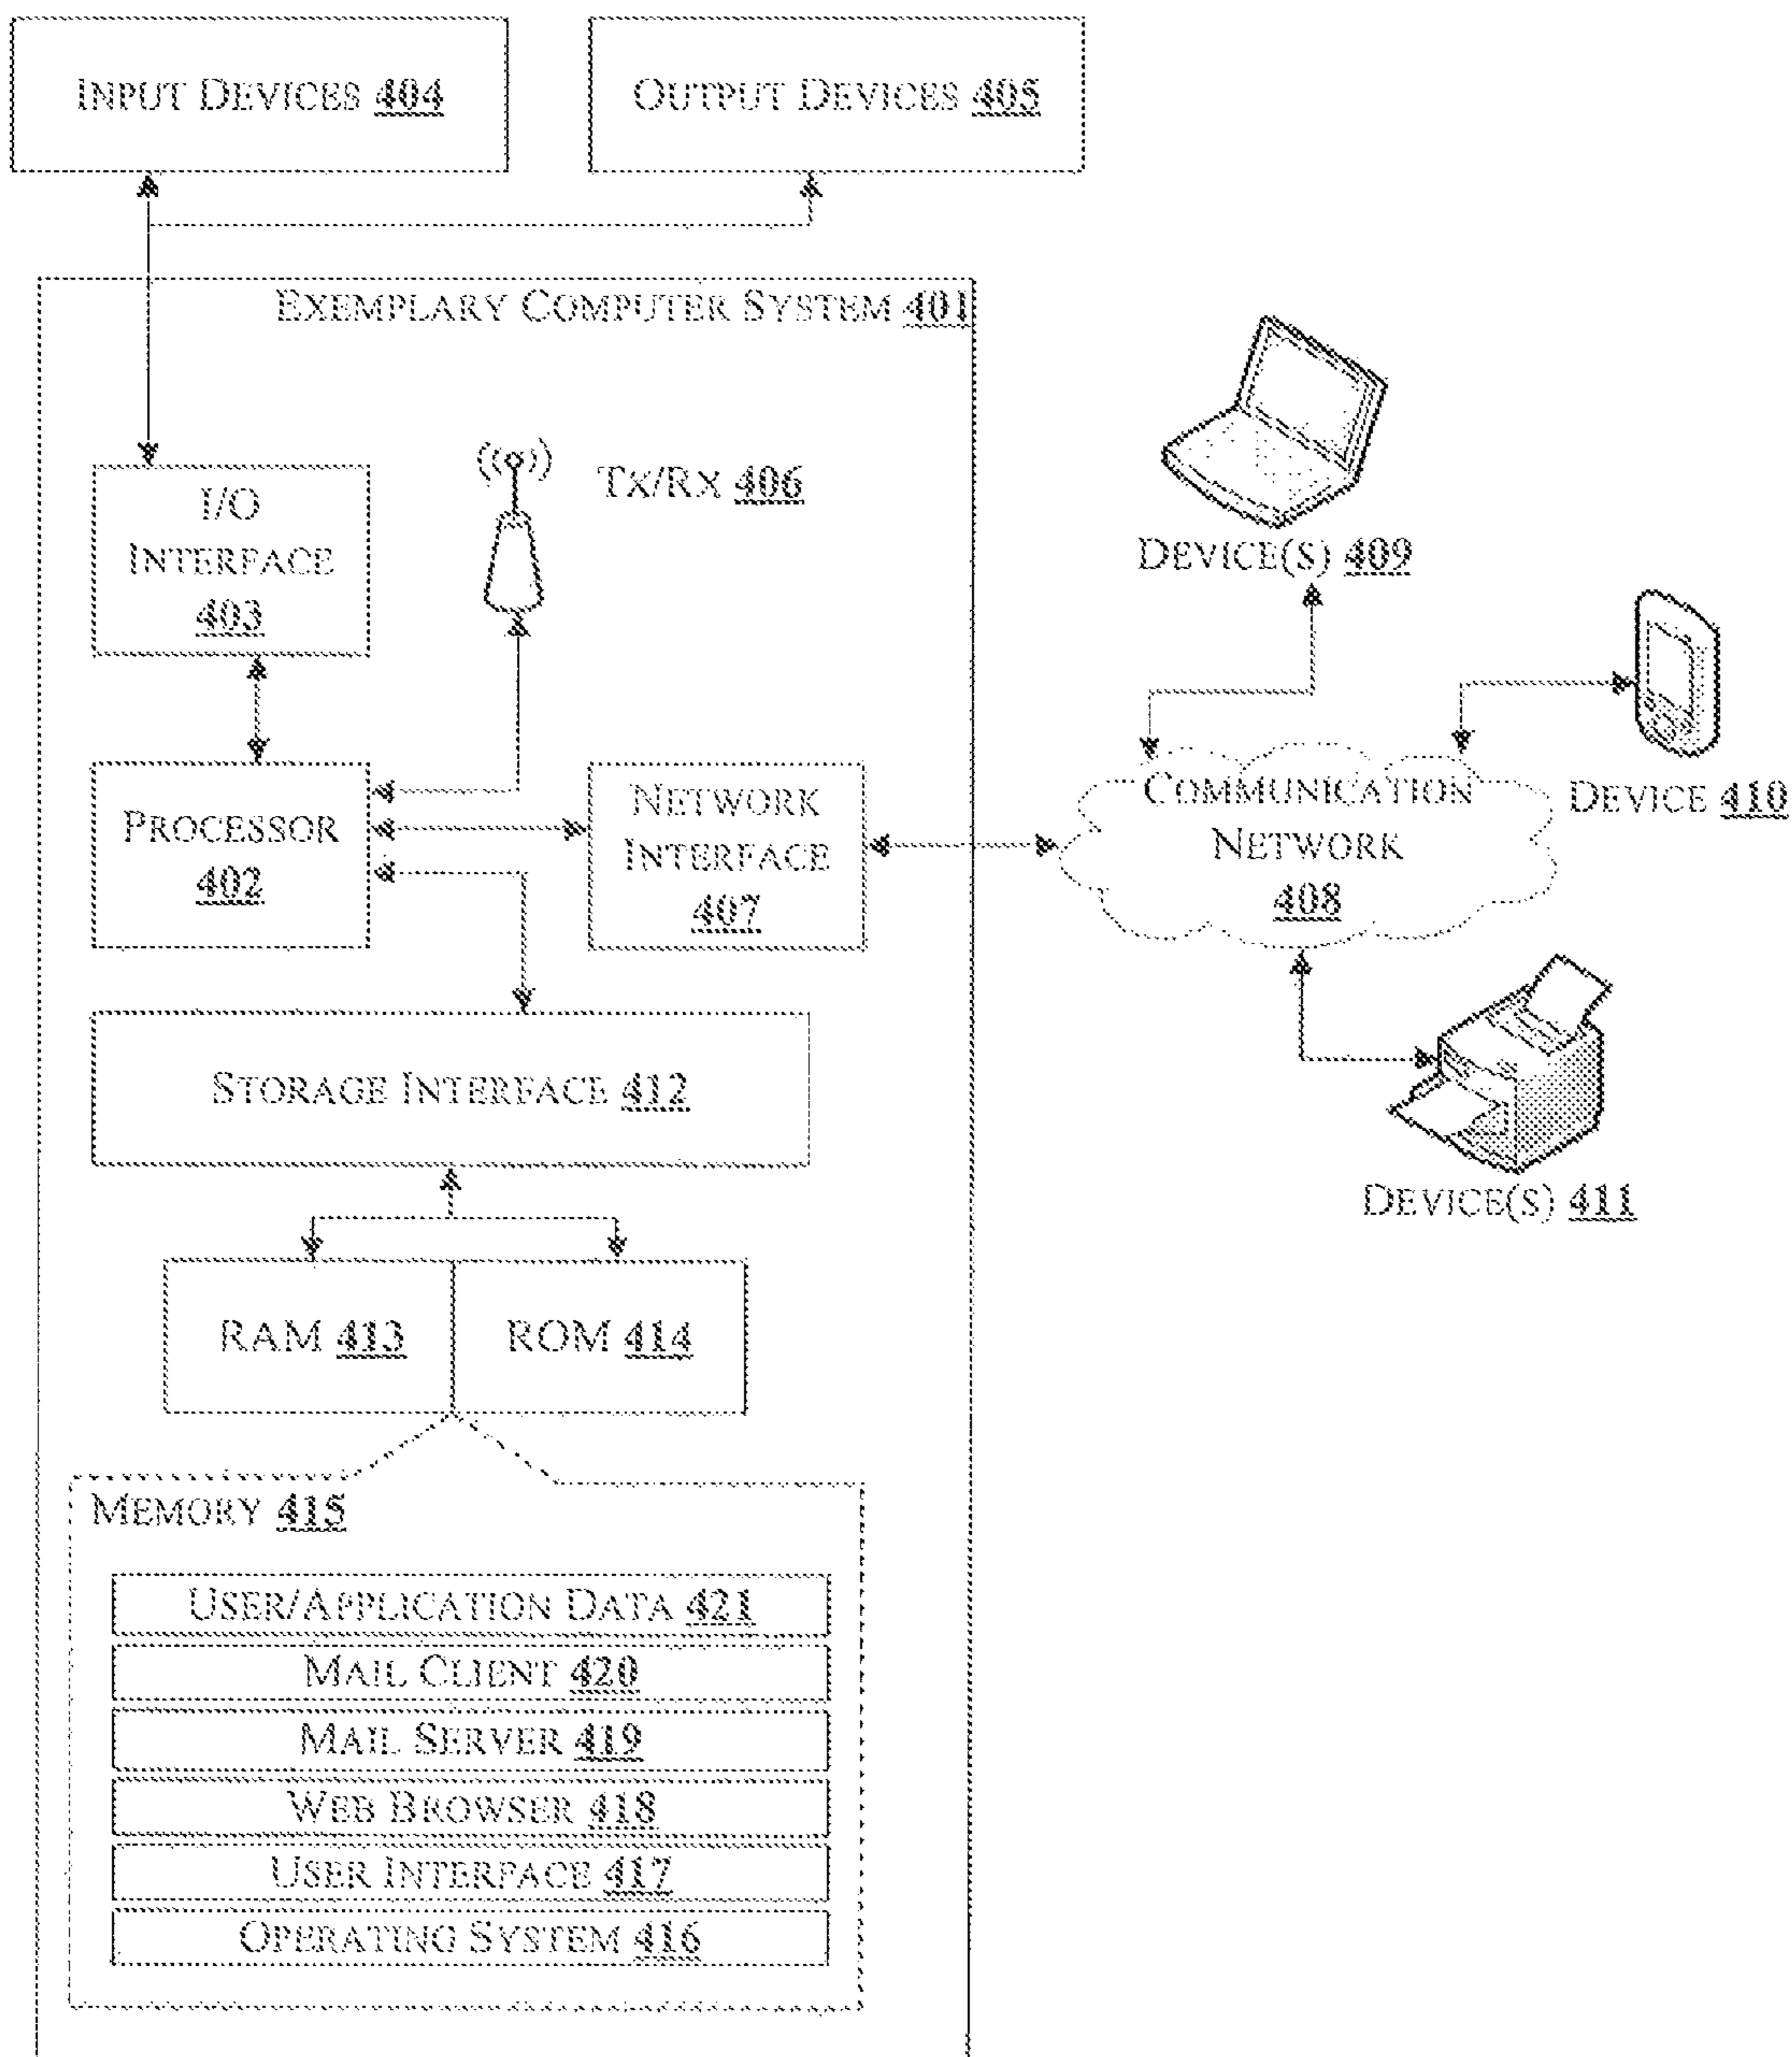 INPUT DEVICES 404
OUTPUT DEVICES 405
EXEMPLARY COMPUTER SYSTEM 401
I/O
INTERFACE
403
TX/RX 406
DEVICE(S) 409
DEVICE 410
PROCESSOR
402
NETWORK
INTERFACE
407
COMMUNICATION
NETWORK
408
STORAGE INTERFACE 412
DEVICE(S) 411
RAM 413
ROM 414
MEMORY 415
USER/APPLICATION DATA 421
MAIL CLIENT 420
MAIL SERVER 419
WEB BROWSER 418
USER INTERFACE 417
OPERATING SYSTEM 416